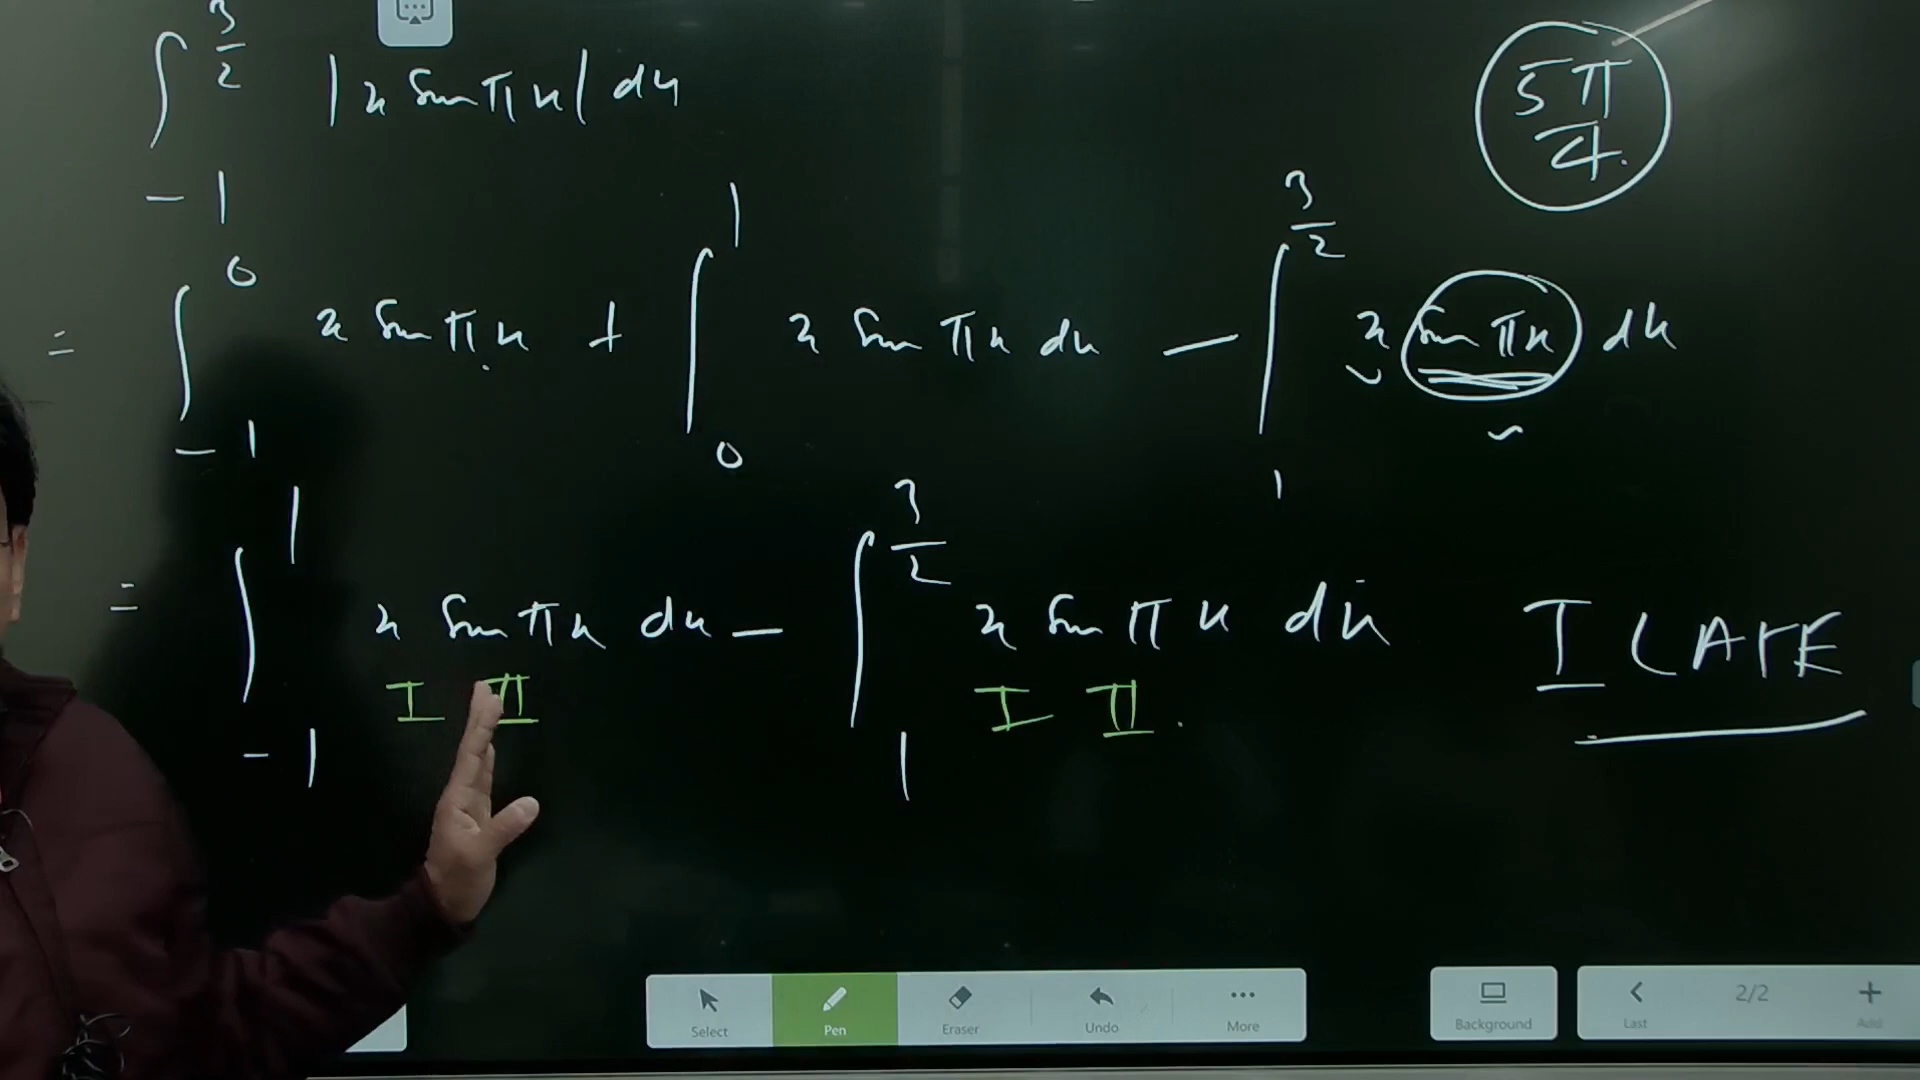 ∫_{-1}^{3/2} |x sin πx| dx
5π/4
= ∫_{-1}^{0} x sin πx + ∫_{0}^{1} x sin πx dx − ∫_{1}^{3/2} x sin πx dx
= ∫_{-1}^{1} x sin πx dx − ∫_{1}^{3/2} x sin πx dx
I II I II
ILATE
Select Pen Eraser Undo More Background Last 2/2 Add